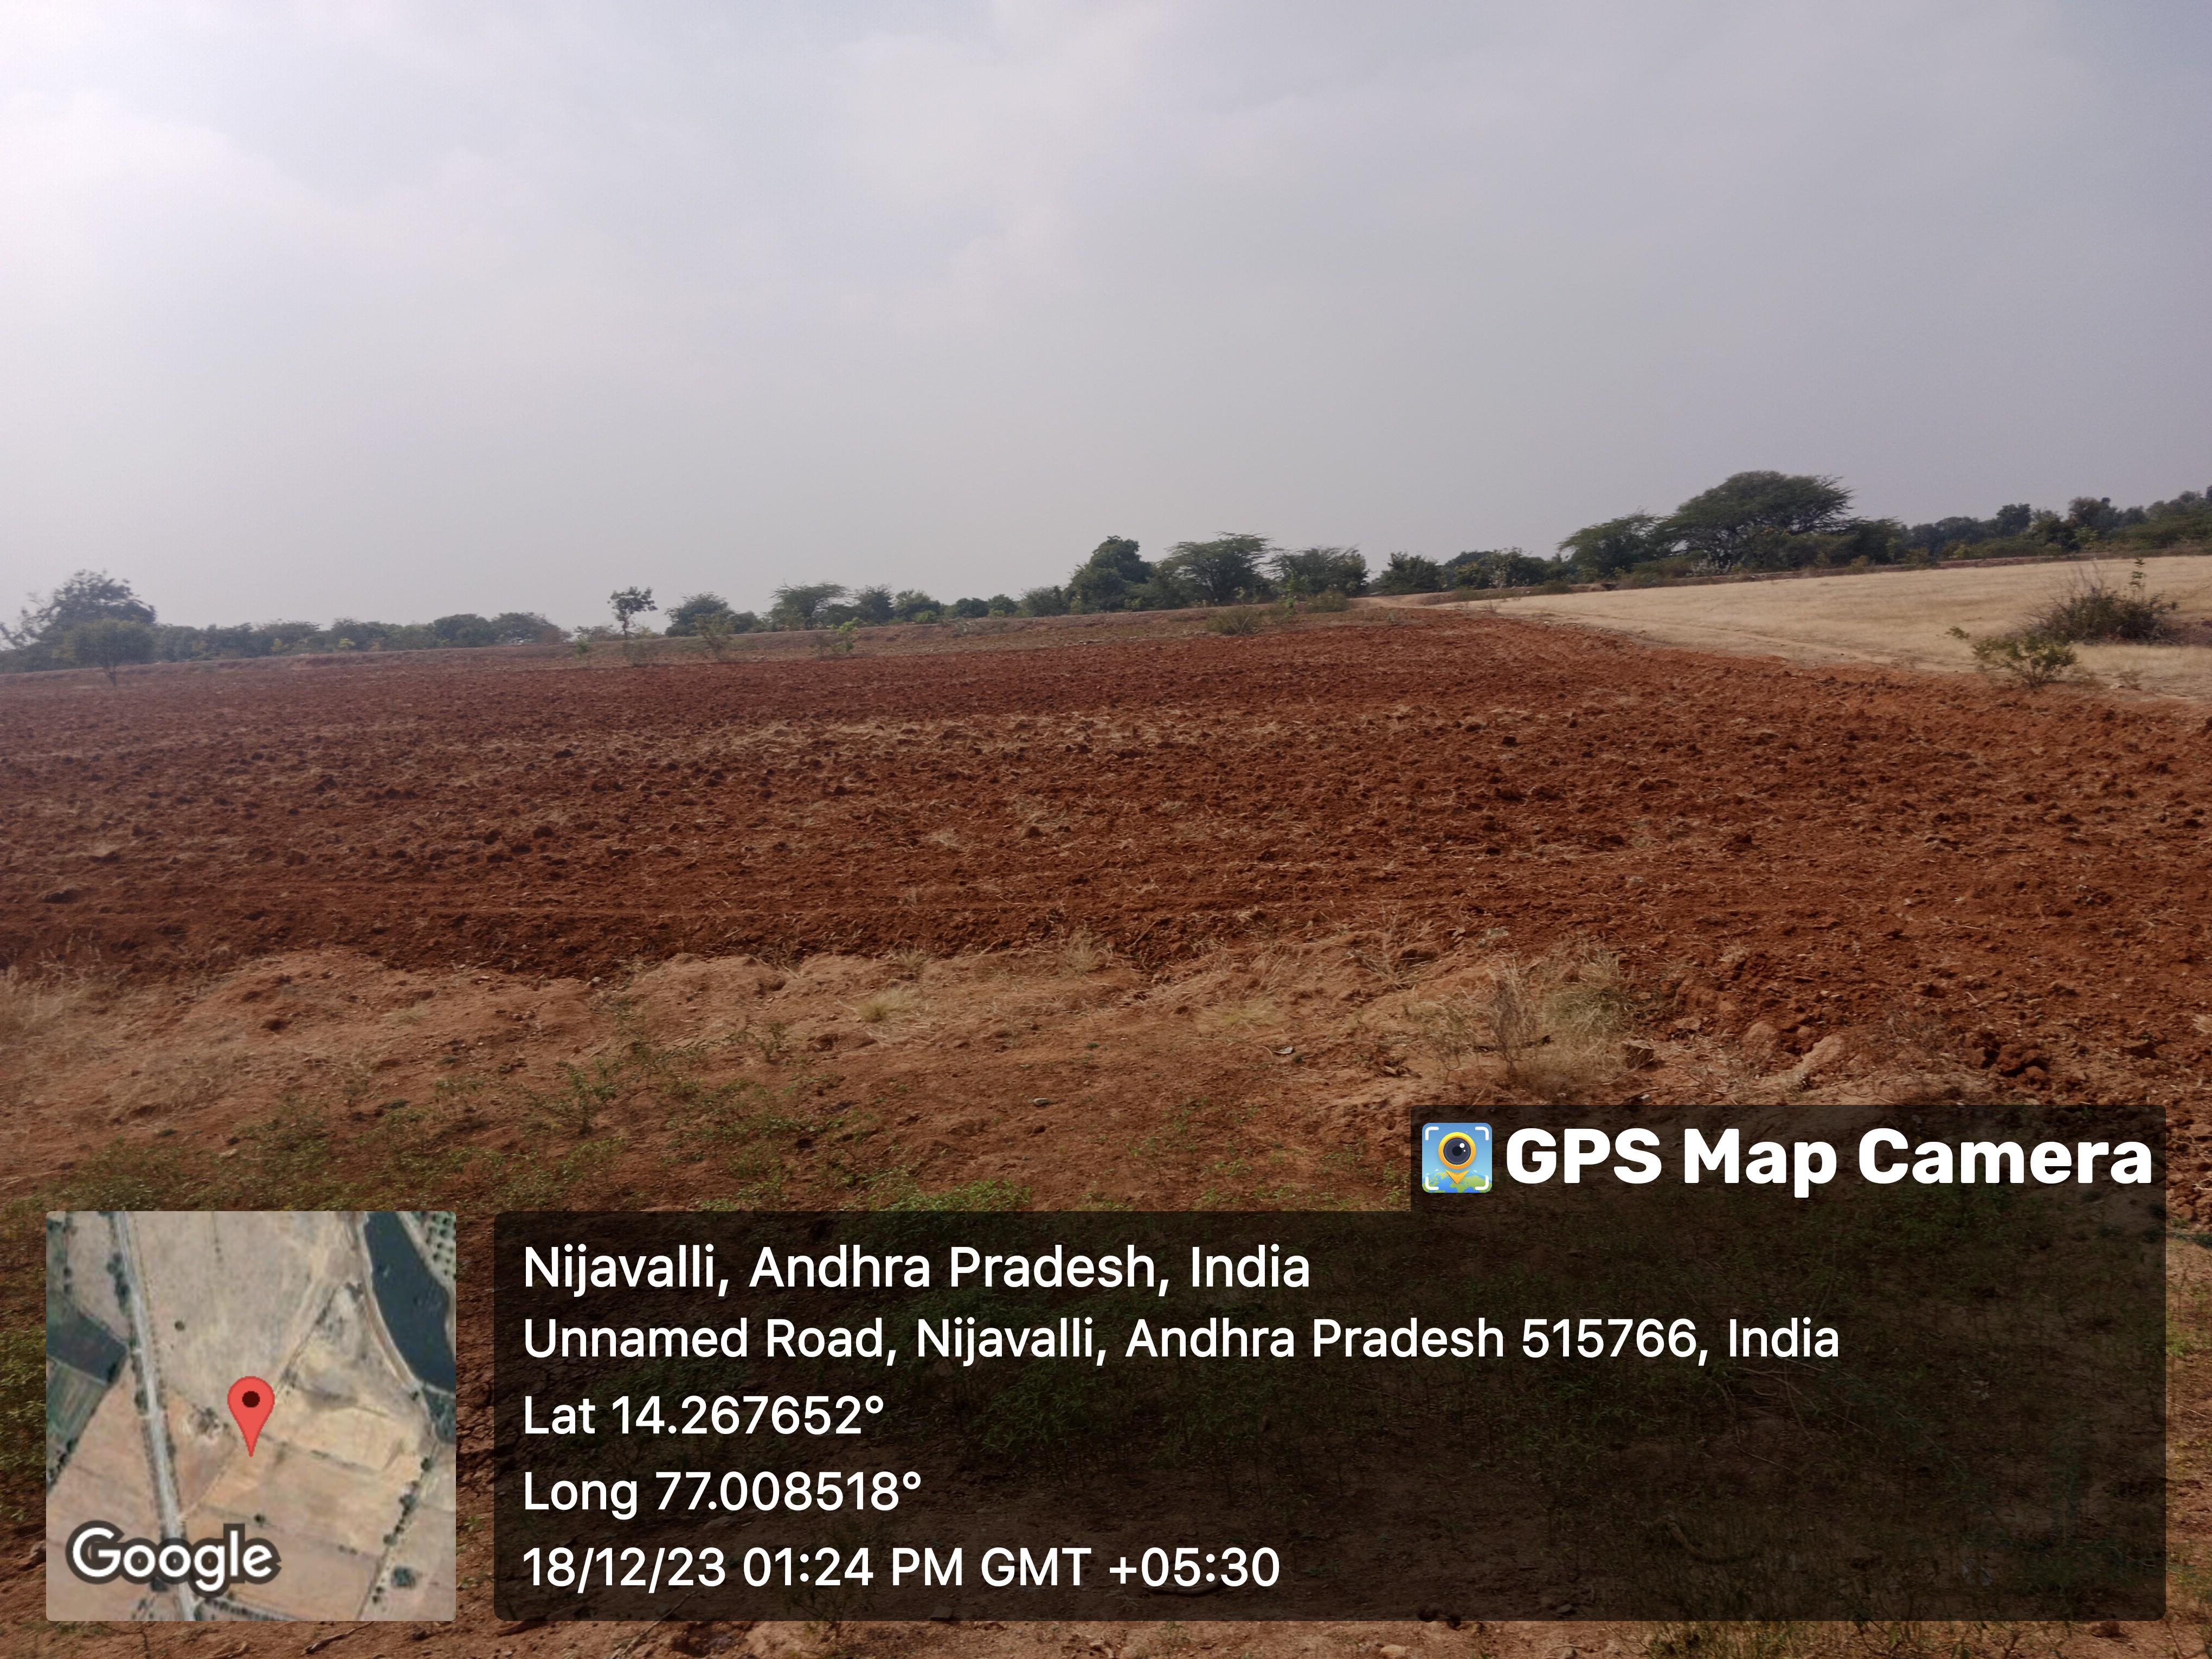 GPS Map Camera
Nijavalli, Andhra Pradesh, India
Unnamed Road, Nijavalli, Andhra Pradesh 515766, India
Lat 14.267652°
Long 77.008518°
18/12/23 01:24 PM GMT +05:30
Google